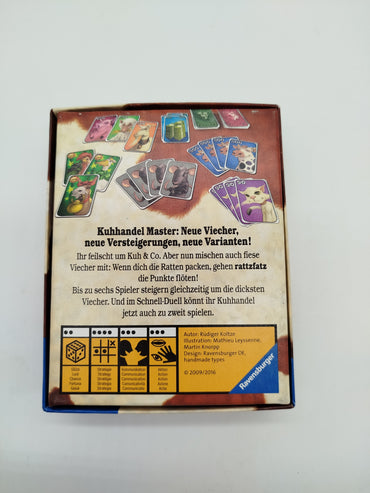 Kuhhandel Master: Neue Viecher,
neue Versteigerungen, neue Varianten!
Ihr feilscht um Kuh & Co. Aber nun mischen auch fiese
Viecher mit: Wenn dich die Ratten packen, gehen rattzfatz
die Punkte flöten!
Bis zu sechs Spieler steigern gleichzeitig um die dicksten
Viecher. Und im Schnell-Duell könnt ihr Kuhhandel
jetzt auch zu zweit spielen.
Autor: Rüdiger Koltze
Illustration: Mathieu Leyssenne,
Martin Knorpp
Design: Ravensburger DE,
handmade types
© 2009/2016
Ravensburger